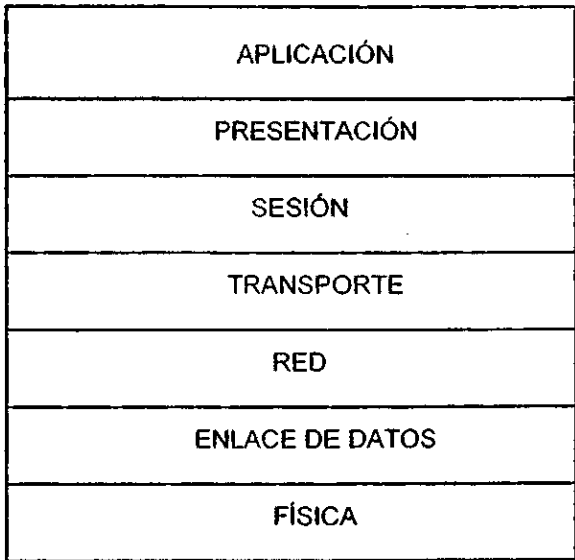 APLICACIÓN
PRESENTACIÓN
SESIÓN
TRANSPORTE
RED
ENLACE DE DATOS
FÍSICA